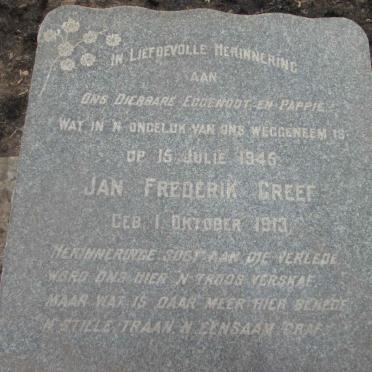 IN LIEFDEVOLLE HERINNERING
AAN
ONS DIERBARE EGGENOOT EN PAPPIE
WAT IN 'N ONGELUK VAN ONS WEGGENEEM IS
OP 15 JULIE 1945
JAN FREDERIK GREEF
GEB. 1 OKTOBER 1913
HERINNERINGE SOET AAN DIE VERLEDE
WORD ONS HIER 'N TROOS VERSKAF
MAAR WAT IS DAAR MEER HIER BENEDE
'N STILLE TRAAN 'N EENSAAM GRAF